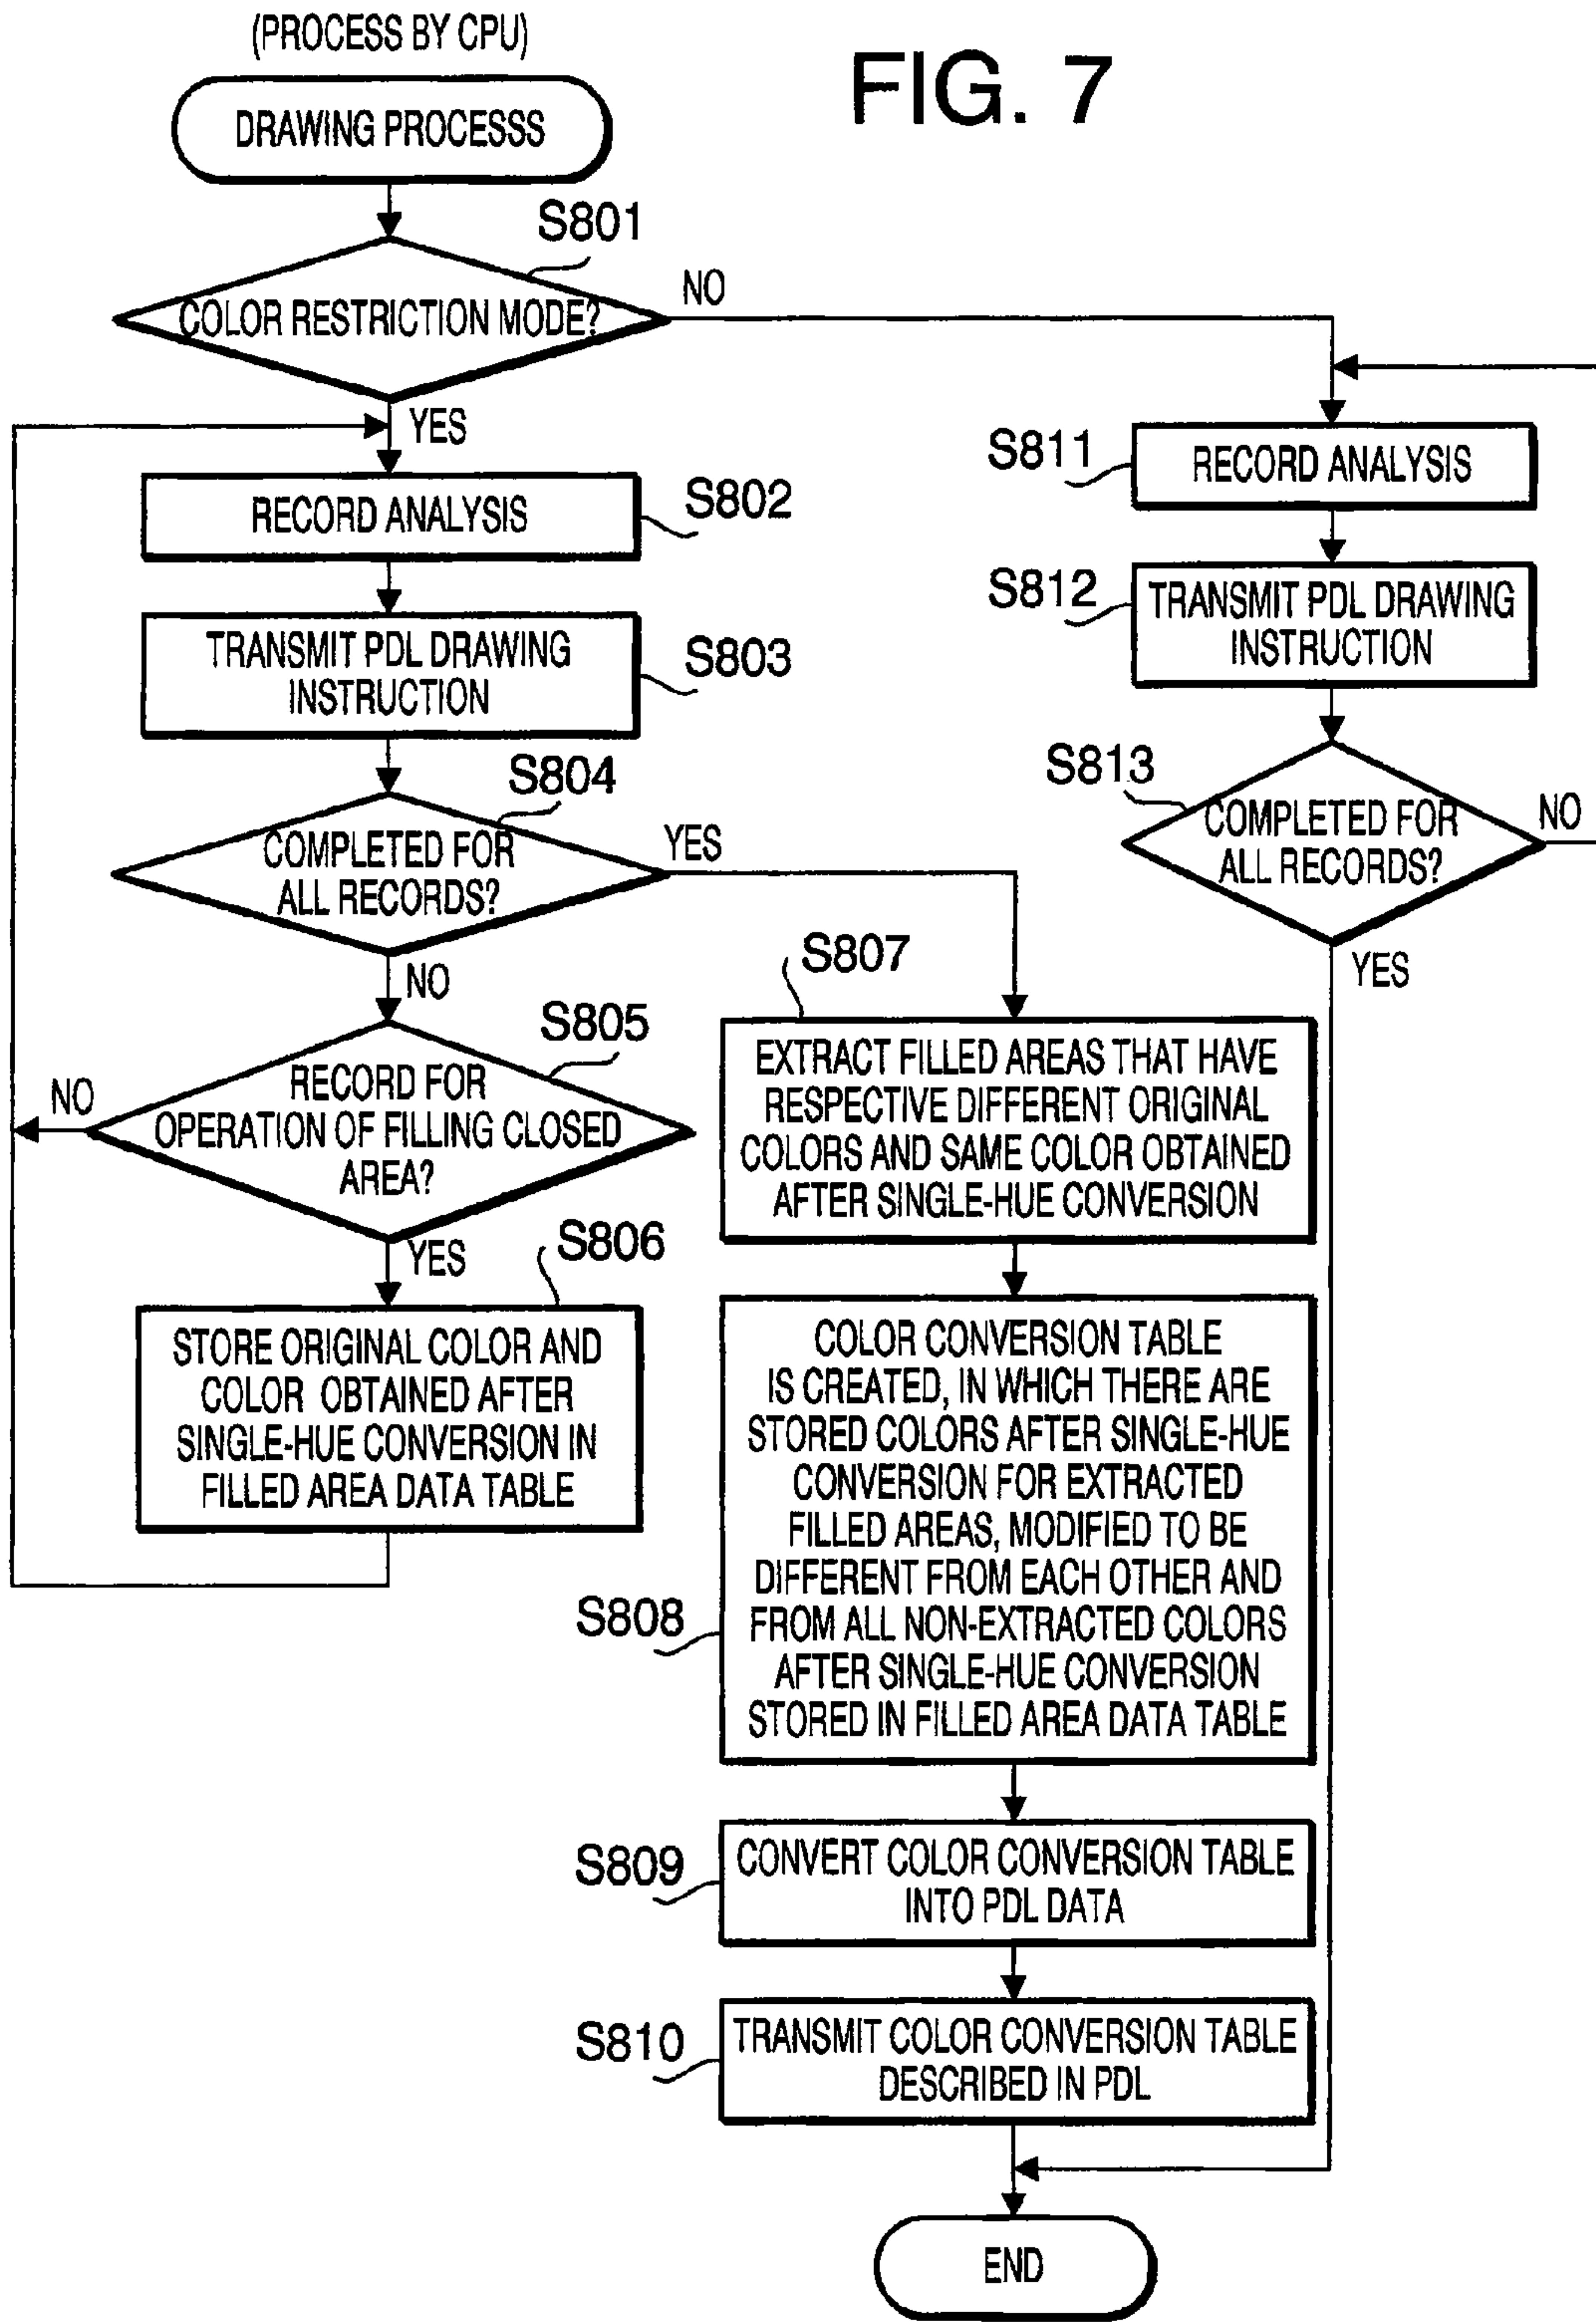 (PROCESS BY CPU)
FIG. 7
DRAWING PROCESSS
S801
COLOR RESTRICTION MODE?
NO
YES
RECORD ANALYSIS
S802
TRANSMIT PDL DRAWING
INSTRUCTION
S803
S804
COMPLETED FOR
ALL RECORDS?
YES
NO
S805
RECORD FOR
OPERATION OF FILLING CLOSED
AREA?
NO
YES
S806
STORE ORIGINAL COLOR AND
COLOR OBTAINED AFTER
SINGLE-HUE CONVERSION IN
FILLED AREA DATA TABLE
S807
EXTRACT FILLED AREAS THAT HAVE
RESPECTIVE DIFFERENT ORIGINAL
COLORS AND SAME COLOR OBTAINED
AFTER SINGLE-HUE CONVERSION
S808
COLOR CONVERSION TABLE
IS CREATED, IN WHICH THERE ARE
STORED COLORS AFTER SINGLE-HUE
CONVERSION FOR EXTRACTED
FILLED AREAS, MODIFIED TO BE
DIFFERENT FROM EACH OTHER AND
FROM ALL NON-EXTRACTED COLORS
AFTER SINGLE-HUE CONVERSION
STORED IN FILLED AREA DATA TABLE
S809
CONVERT COLOR CONVERSION TABLE
INTO PDL DATA
S810
TRANSMIT COLOR CONVERSION TABLE
DESCRIBED IN PDL
S811
RECORD ANALYSIS
S812
TRANSMIT PDL DRAWING
INSTRUCTION
S813
COMPLETED FOR
ALL RECORDS?
NO
YES
END